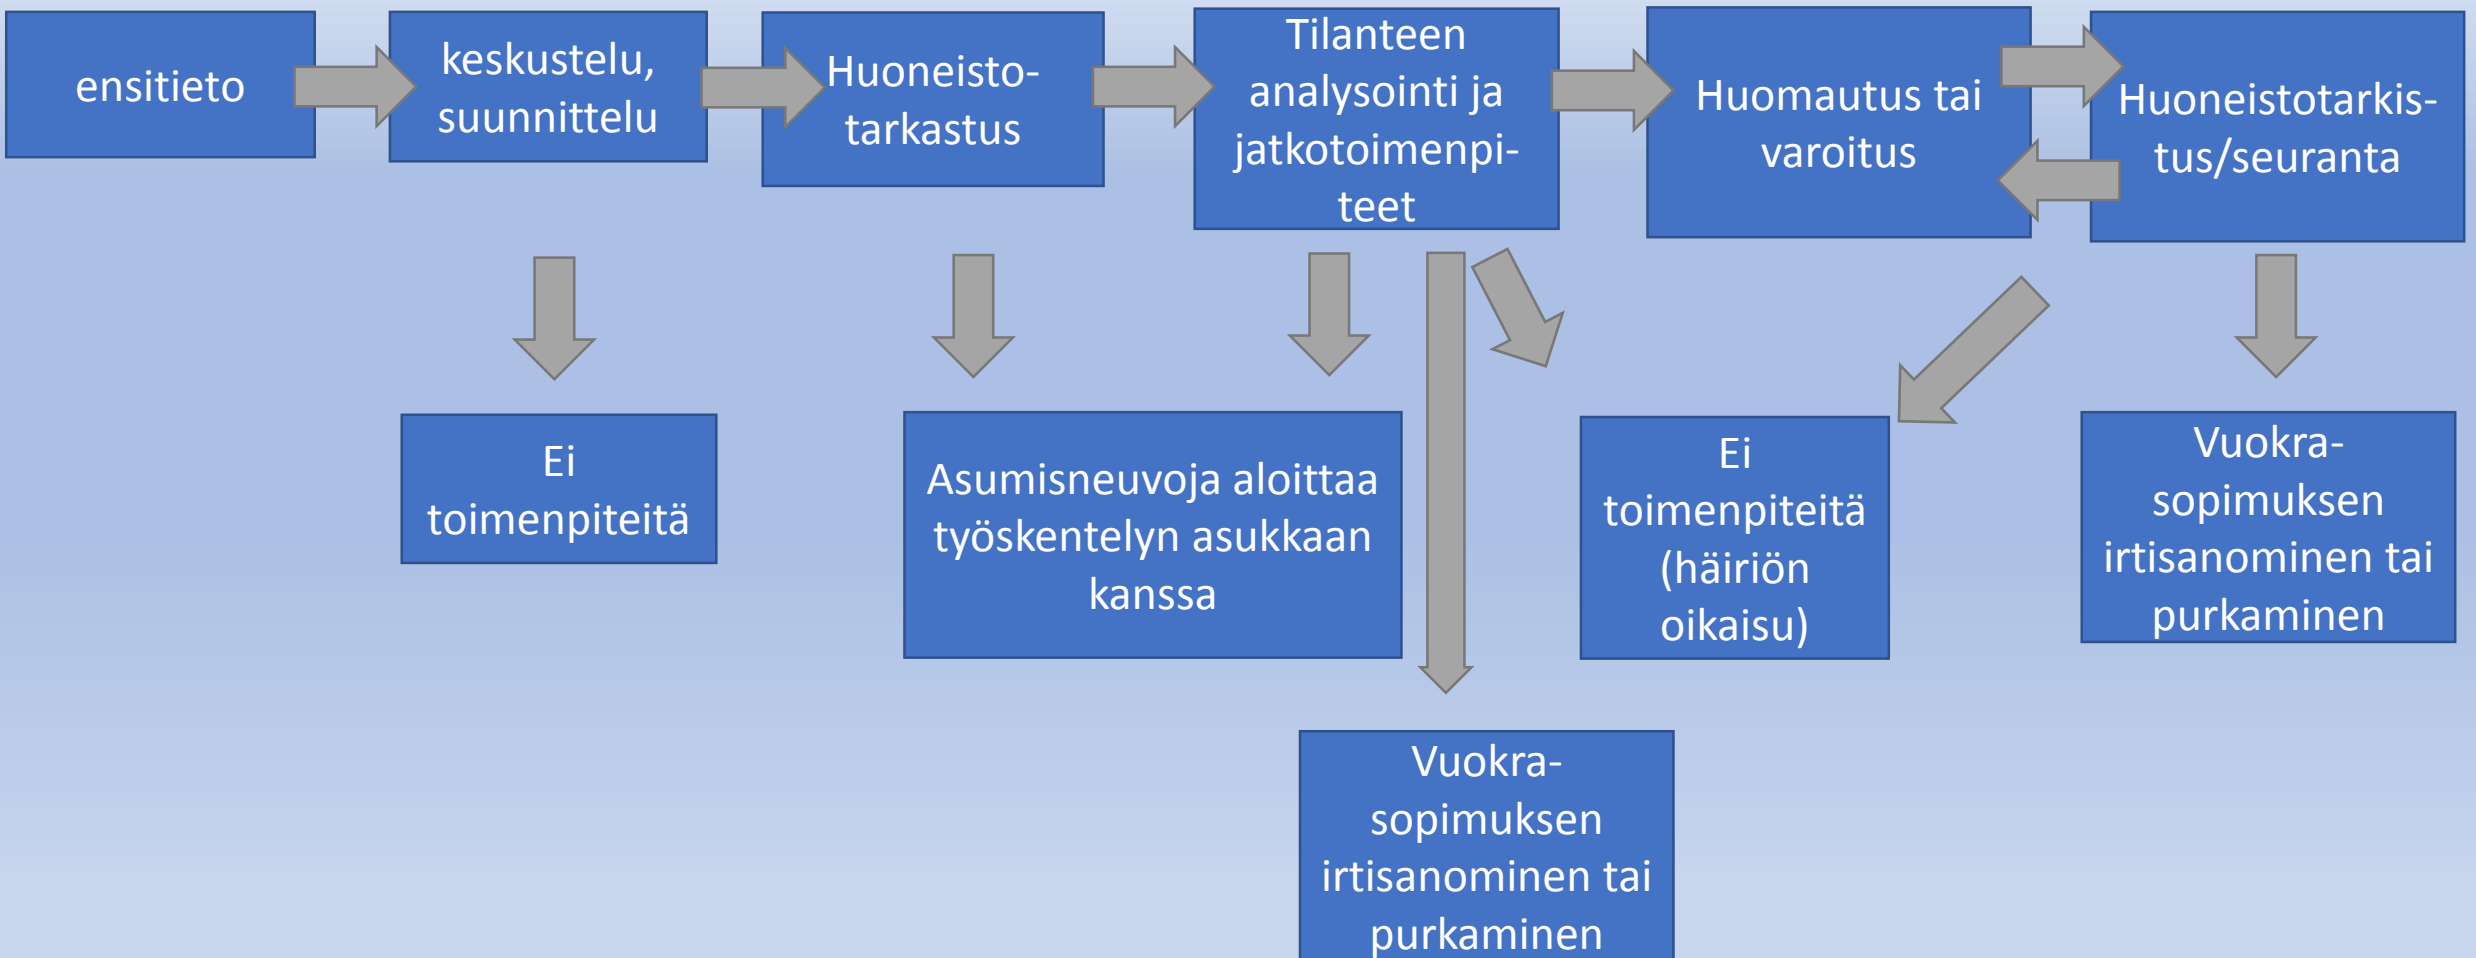 ensitieto
keskustelu,
suunnittelu
Huoneisto-
tarkastus
Tilanteen
analysointi ja
jatkotoimenpi-
teet
Huomautus tai
varoitus
Huoneistotarkis-
tus/seuranta
Ei
toimenpiteitä
Asumisneuvoja aloittaa
työskentelyn asukkaan
kanssa
Ei
toimenpiteitä
(häiriön
oikaisu)
Vuokra-
sopimuksen
irtisanominen tai
purkaminen
Vuokra-
sopimuksen
irtisanominen tai
purkaminen